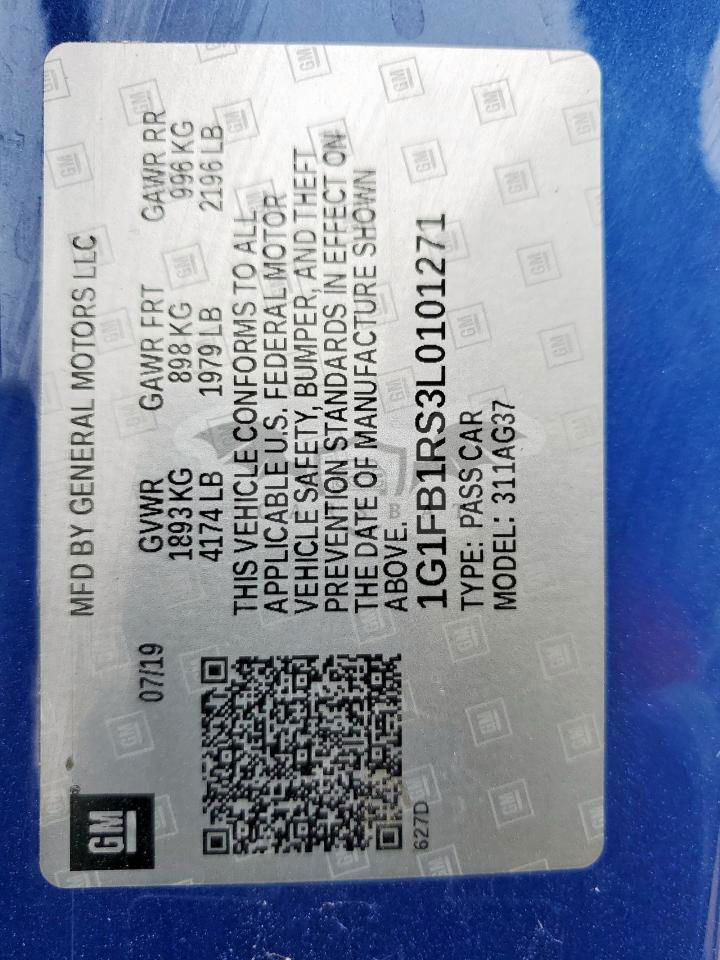 GM
MFD BY GENERAL MOTORS LLC
07/19
GVWR GAWR FRT GAWR RR
1893 KG 898 KG 996 KG
4174 LB 1979 LB 2196 LB
THIS VEHICLE CONFORMS TO ALL
APPLICABLE U.S. FEDERAL MOTOR
VEHICLE SAFETY, BUMPER, AND THEFT
PREVENTION STANDARDS IN EFFECT ON
THE DATE OF MANUFACTURE SHOWN
ABOVE.
1G1FB1RS3L0101271
TYPE: PASS CAR
MODEL: 311AG37
627D